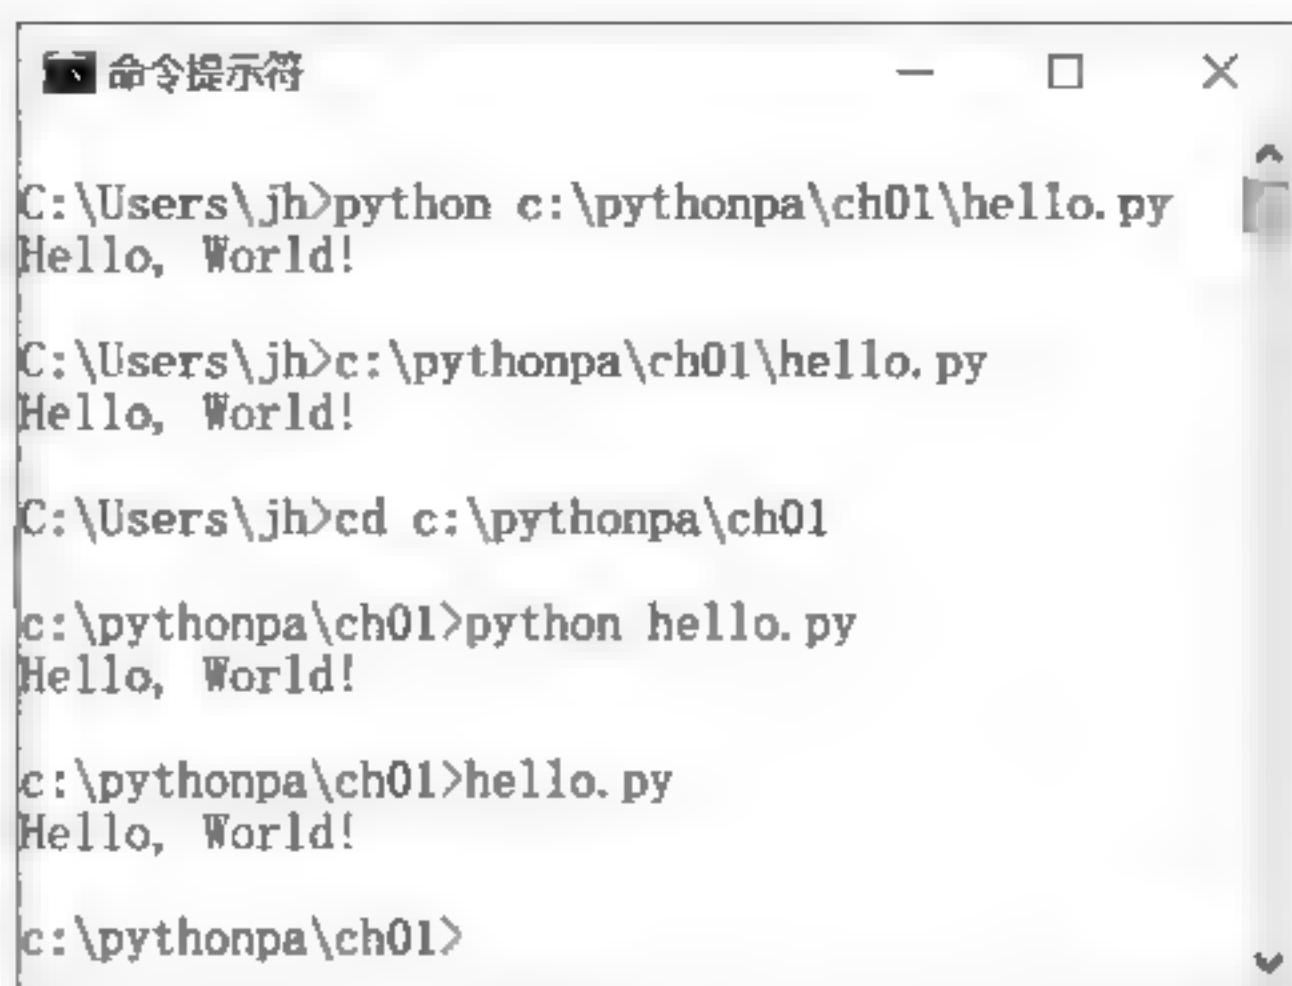 命令提示符
C:\Users\jh>python c:\pythonpa\ch01\hello.py
Hello, World!
C:\Users\jh>c:\pythonpa\ch01\hello.py
Hello, World!
C:\Users\jh>cd c:\pythonpa\ch01
c:\pythonpa\ch01>python hello.py
Hello, World!
c:\pythonpa\ch01>hello.py
Hello, World!
c:\pythonpa\ch01>